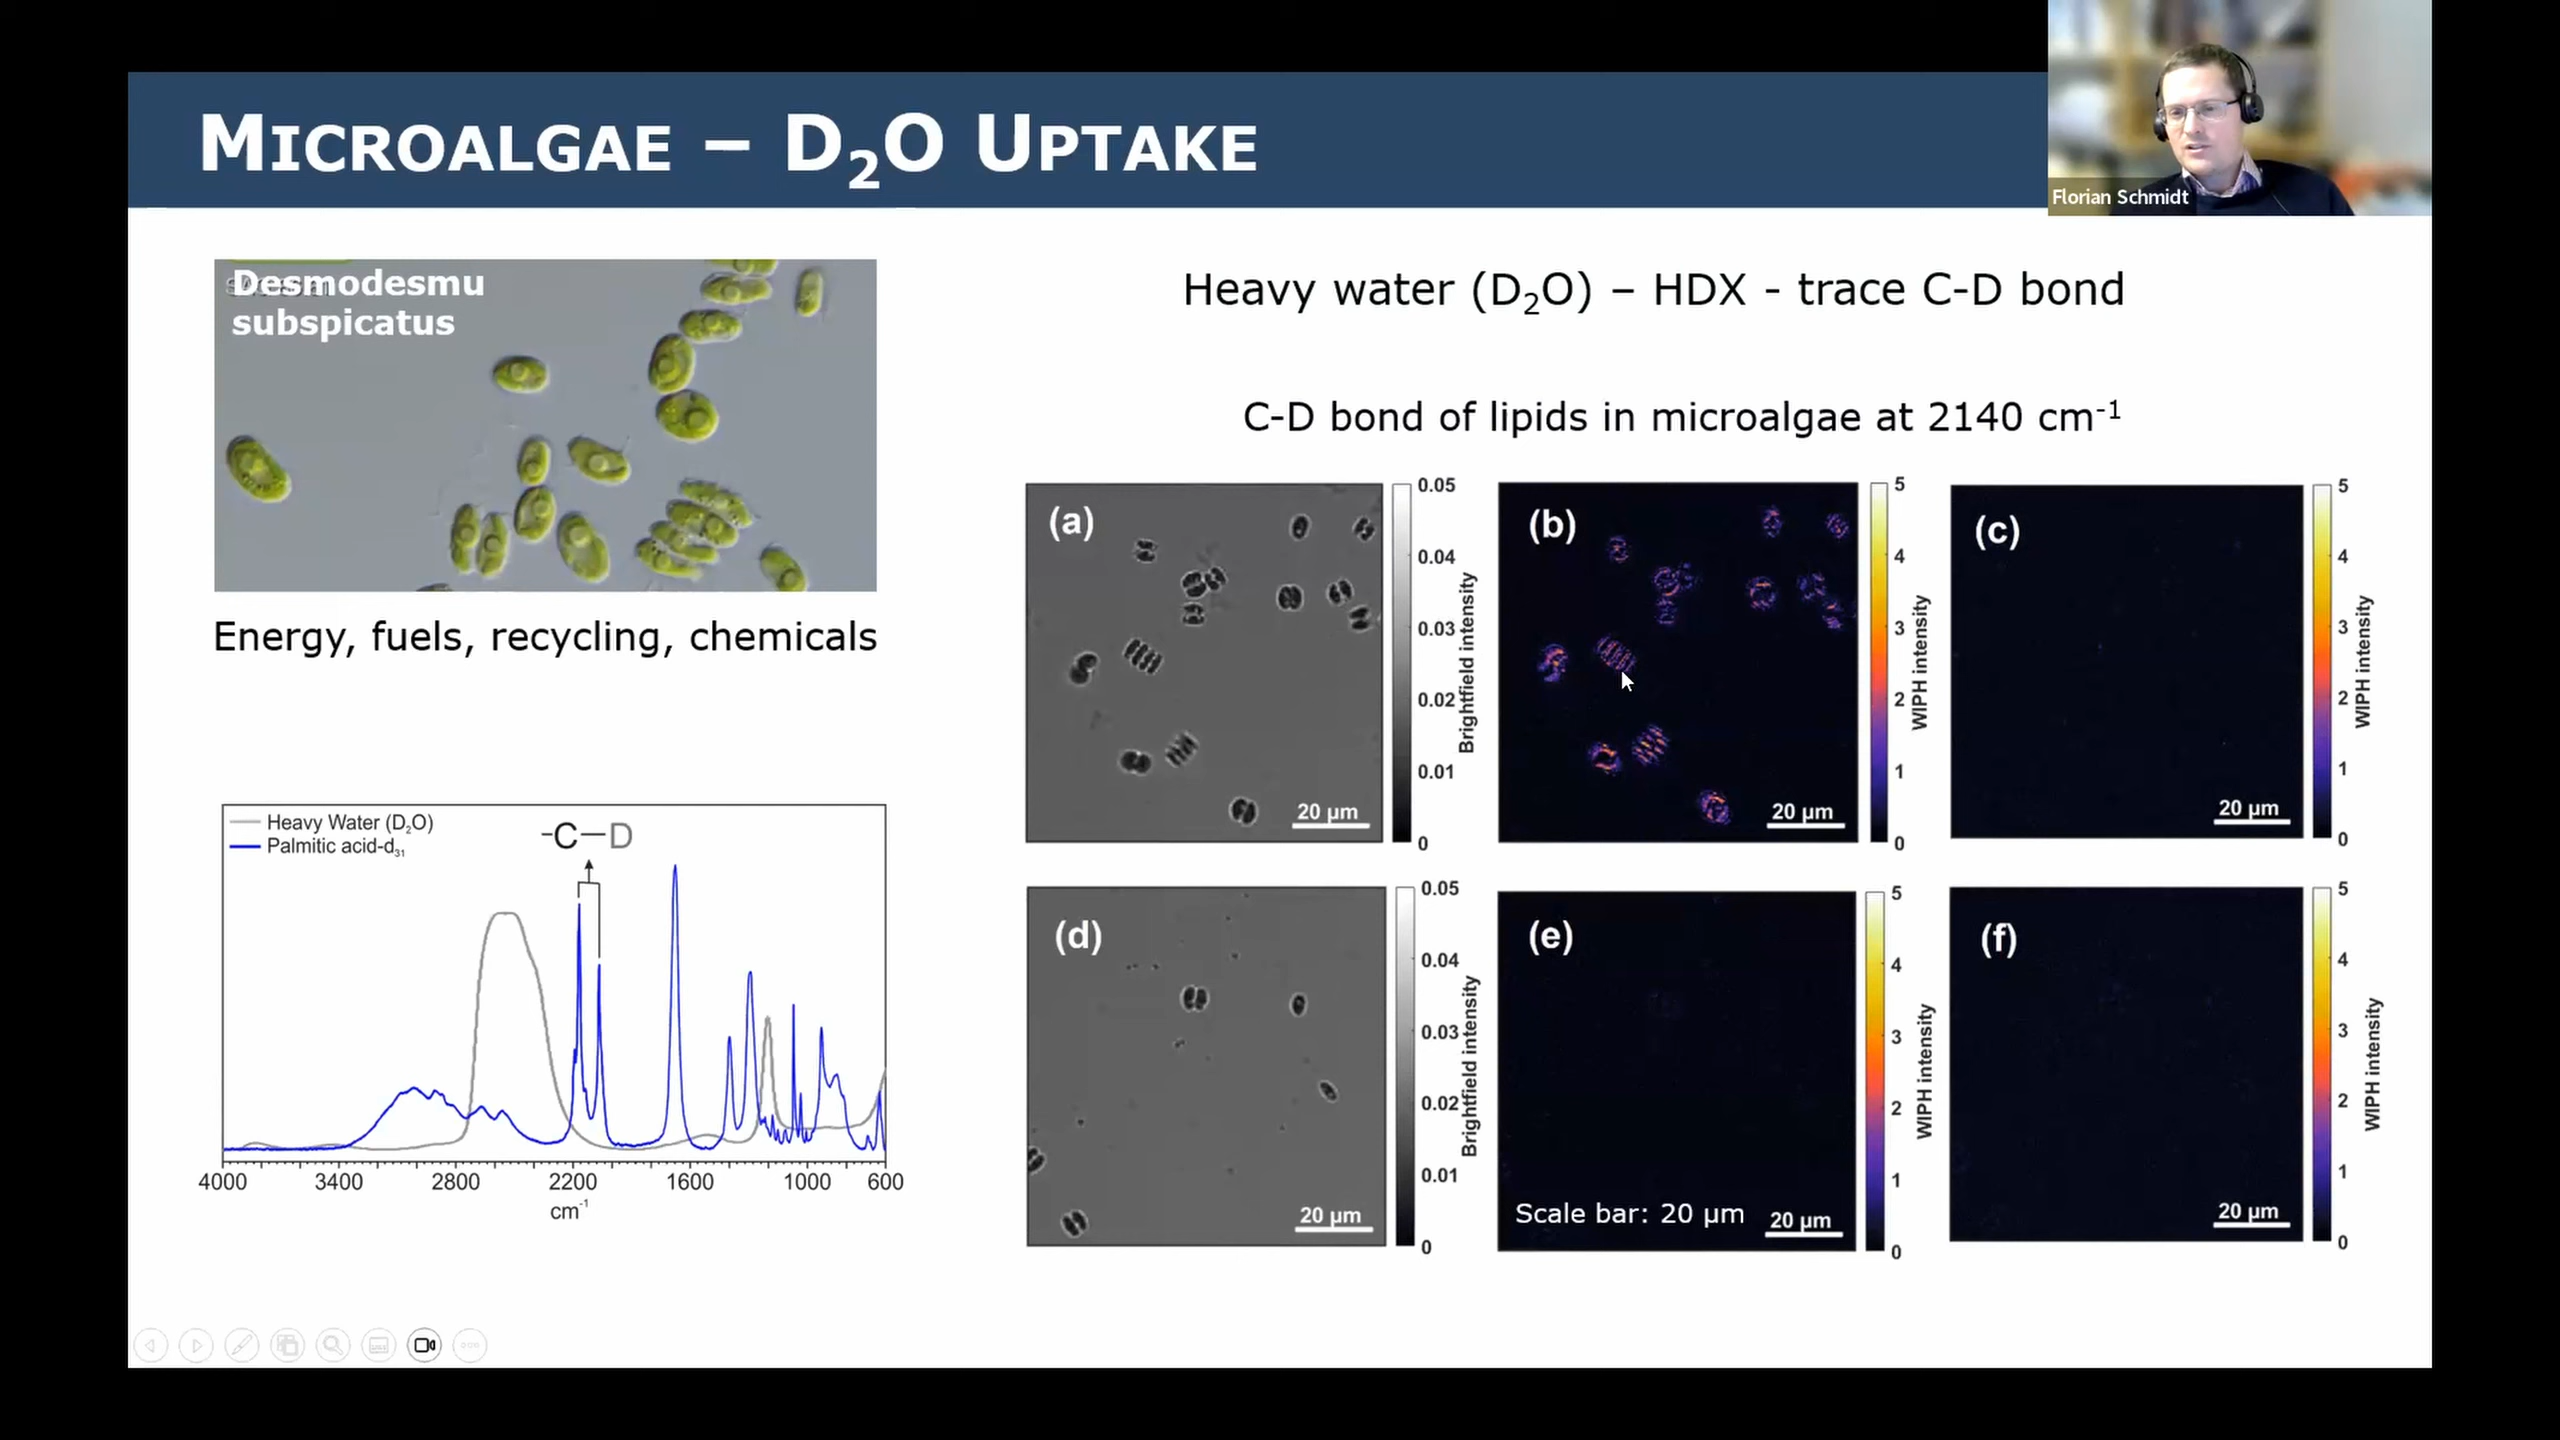 MICROALGAE – D₂O UPTAKE
Florian Schmidt
Desmodesmu
subspicatus
Energy, fuels, recycling, chemicals
Heavy water (D₂O) – HDX - trace C-D bond
C-D bond of lipids in microalgae at 2140 cm⁻¹
Heavy Water (D₂O)
Palmitic acid-d₃₁
-C—D
4000 3400 2800 2200 1600 1000 600
cm⁻¹
(a)
20 µm
0.05
0.04
0.03
0.02
0.01
0
Brightfield intensity
(b)
20 µm
5
4
3
2
1
0
WIPH intensity
(c)
20 µm
5
4
3
2
1
0
WIPH intensity
(d)
20 µm
0.05
0.04
0.03
0.02
0.01
0
Brightfield intensity
(e)
Scale bar: 20 µm
20 µm
5
4
3
2
1
0
WIPH intensity
(f)
20 µm
5
4
3
2
1
0
WIPH intensity